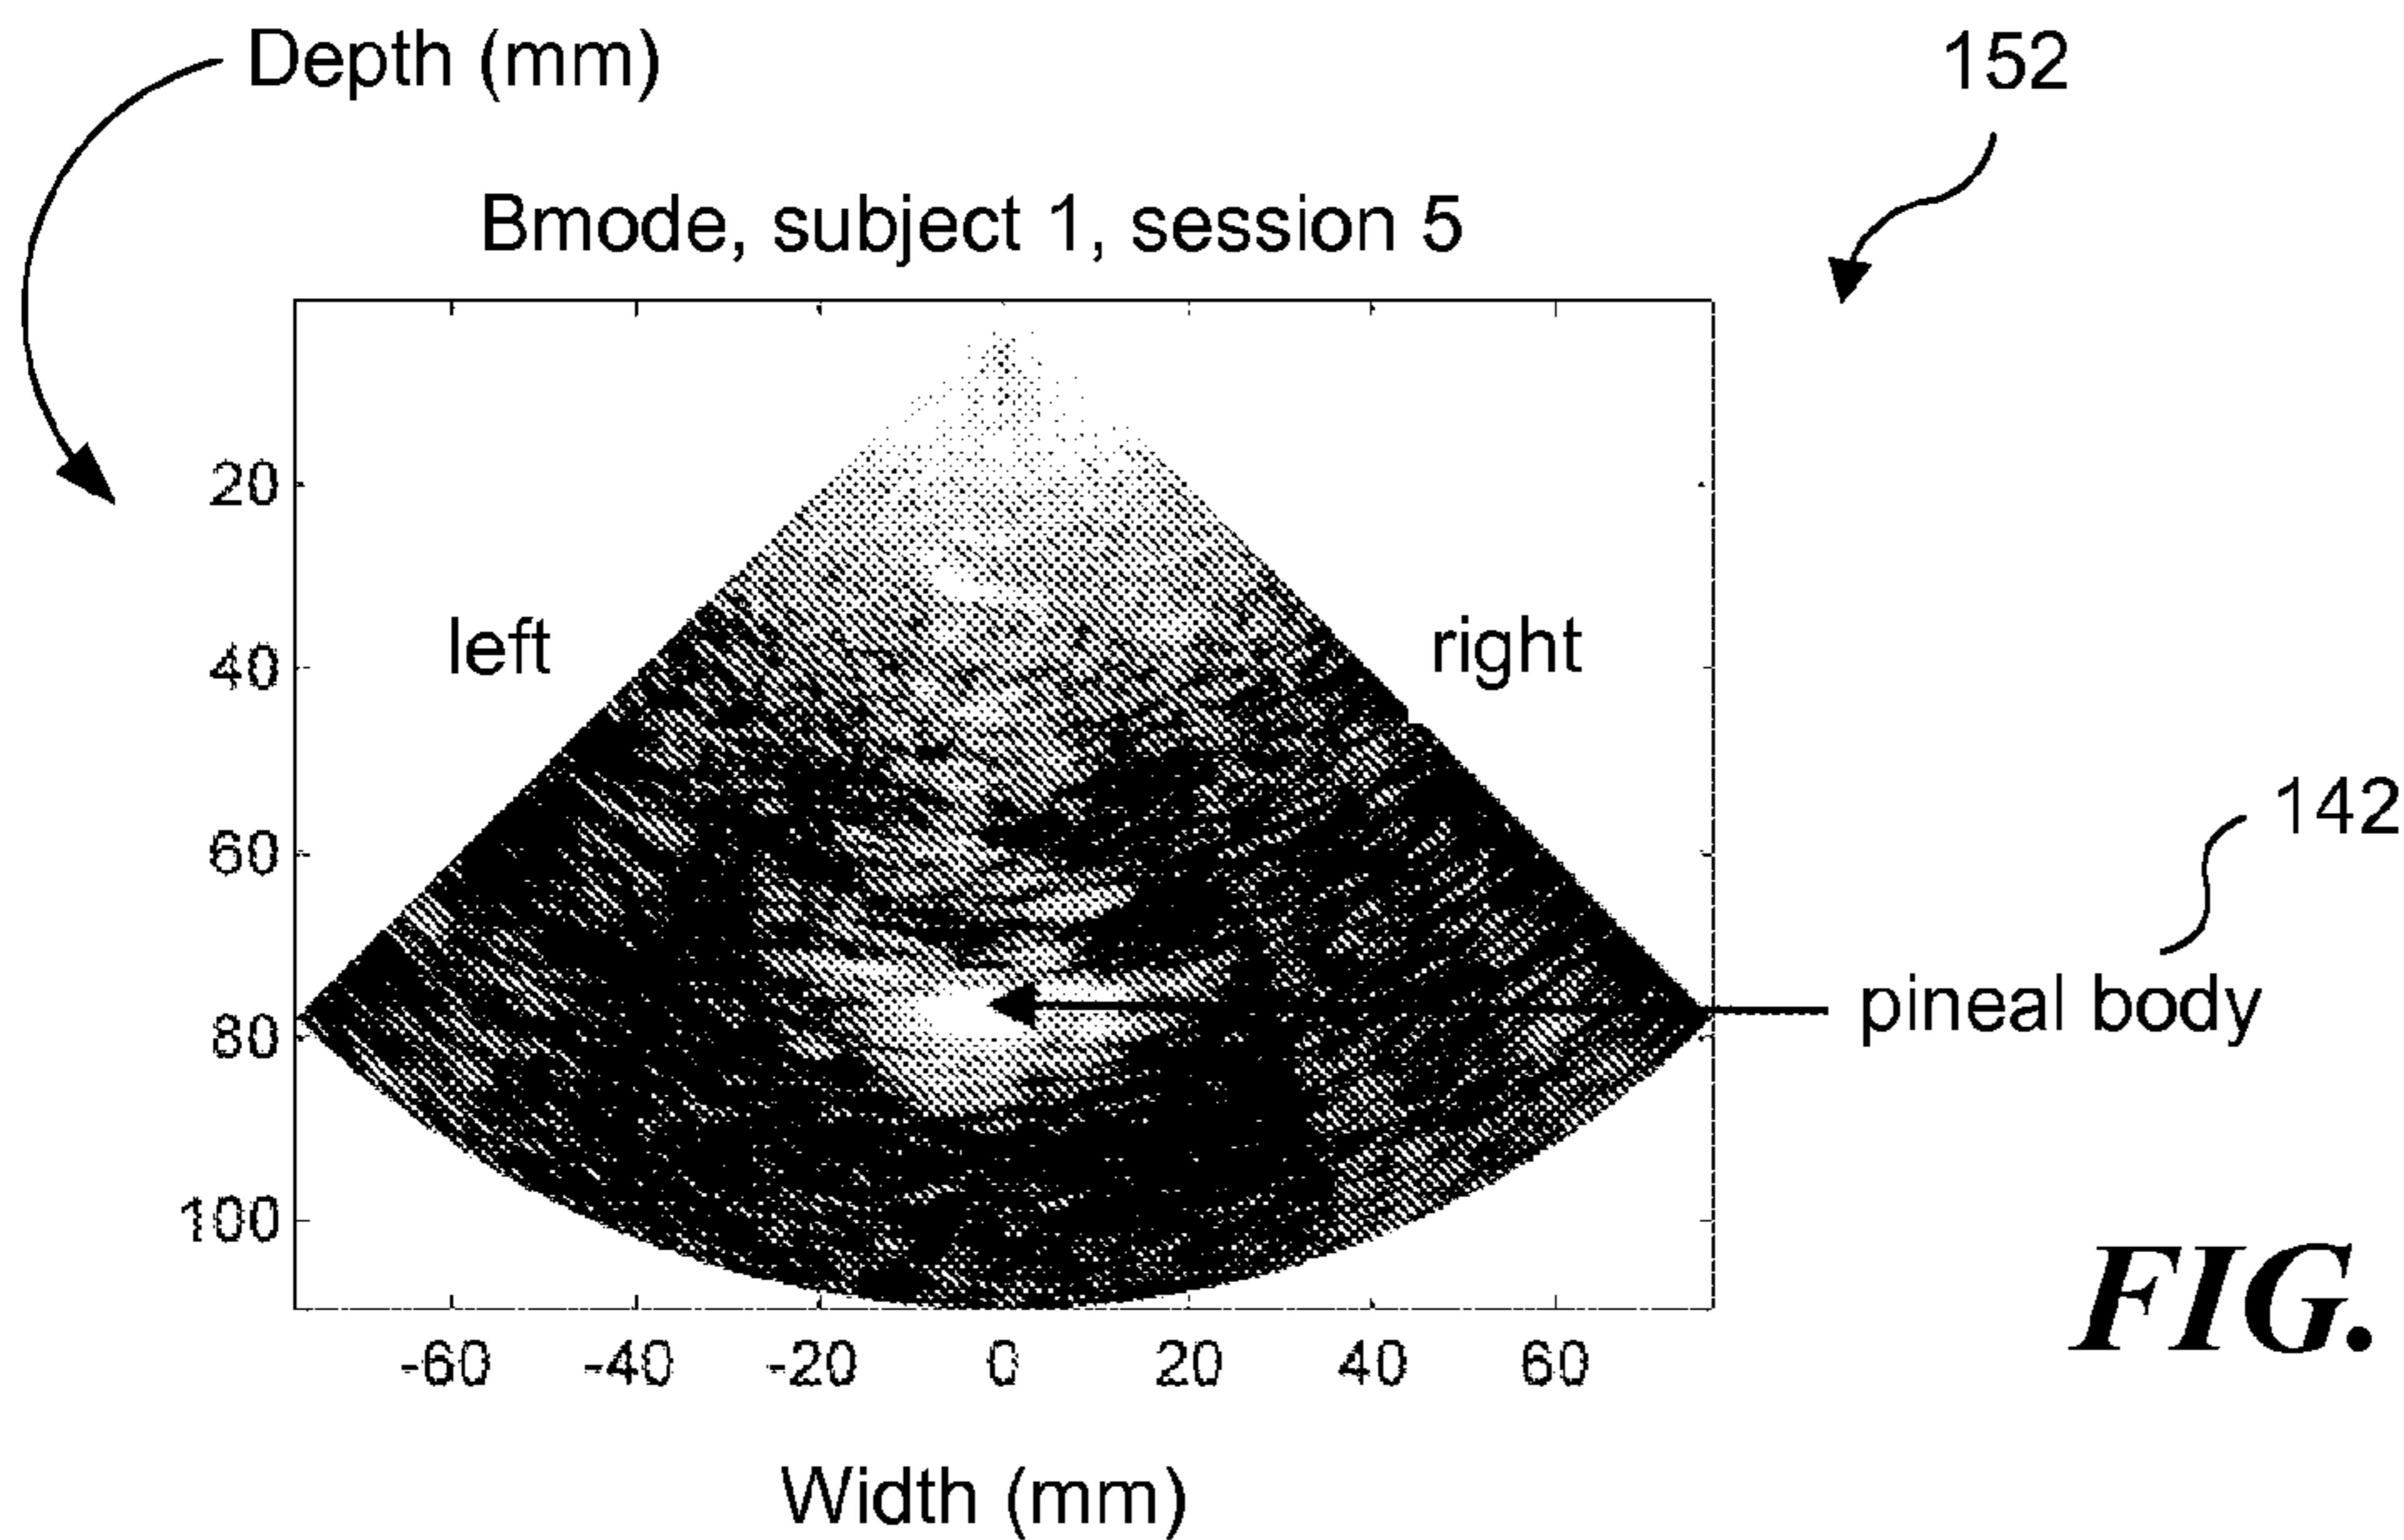 Depth (mm)
152
Bmode, subject 1, session 5
20
left
right
40
142
60
pineal body
80
100
FIG.
-60 -40 -20 0 20 40 60
Width (mm)